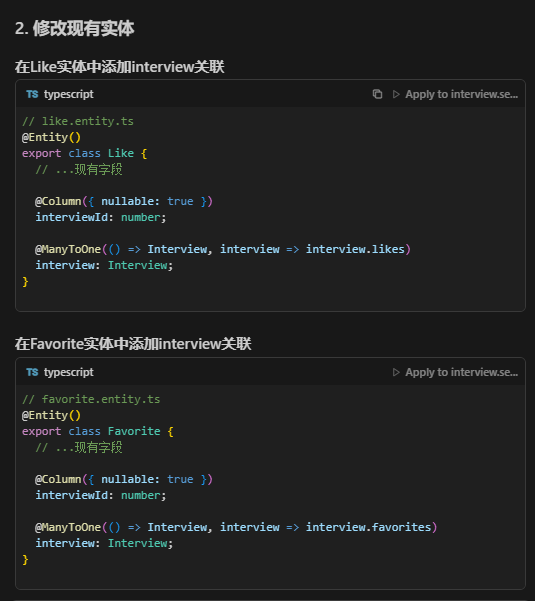 2. 修改现有实体
在Like实体中添加interview关联
TS typescript
Apply to interview.se...
// like.entity.ts
@Entity()
export class Like {
  // ...现有字段
  @Column({ nullable: true })
  interviewId: number;
  @ManyToOne(() => Interview, interview => interview.likes)
  interview: Interview;
}
在Favorite实体中添加interview关联
TS typescript
Apply to interview.se...
// favorite.entity.ts
@Entity()
export class Favorite {
  // ...现有字段
  @Column({ nullable: true })
  interviewId: number;
  @ManyToOne(() => Interview, interview => interview.favorites)
  interview: Interview;
}